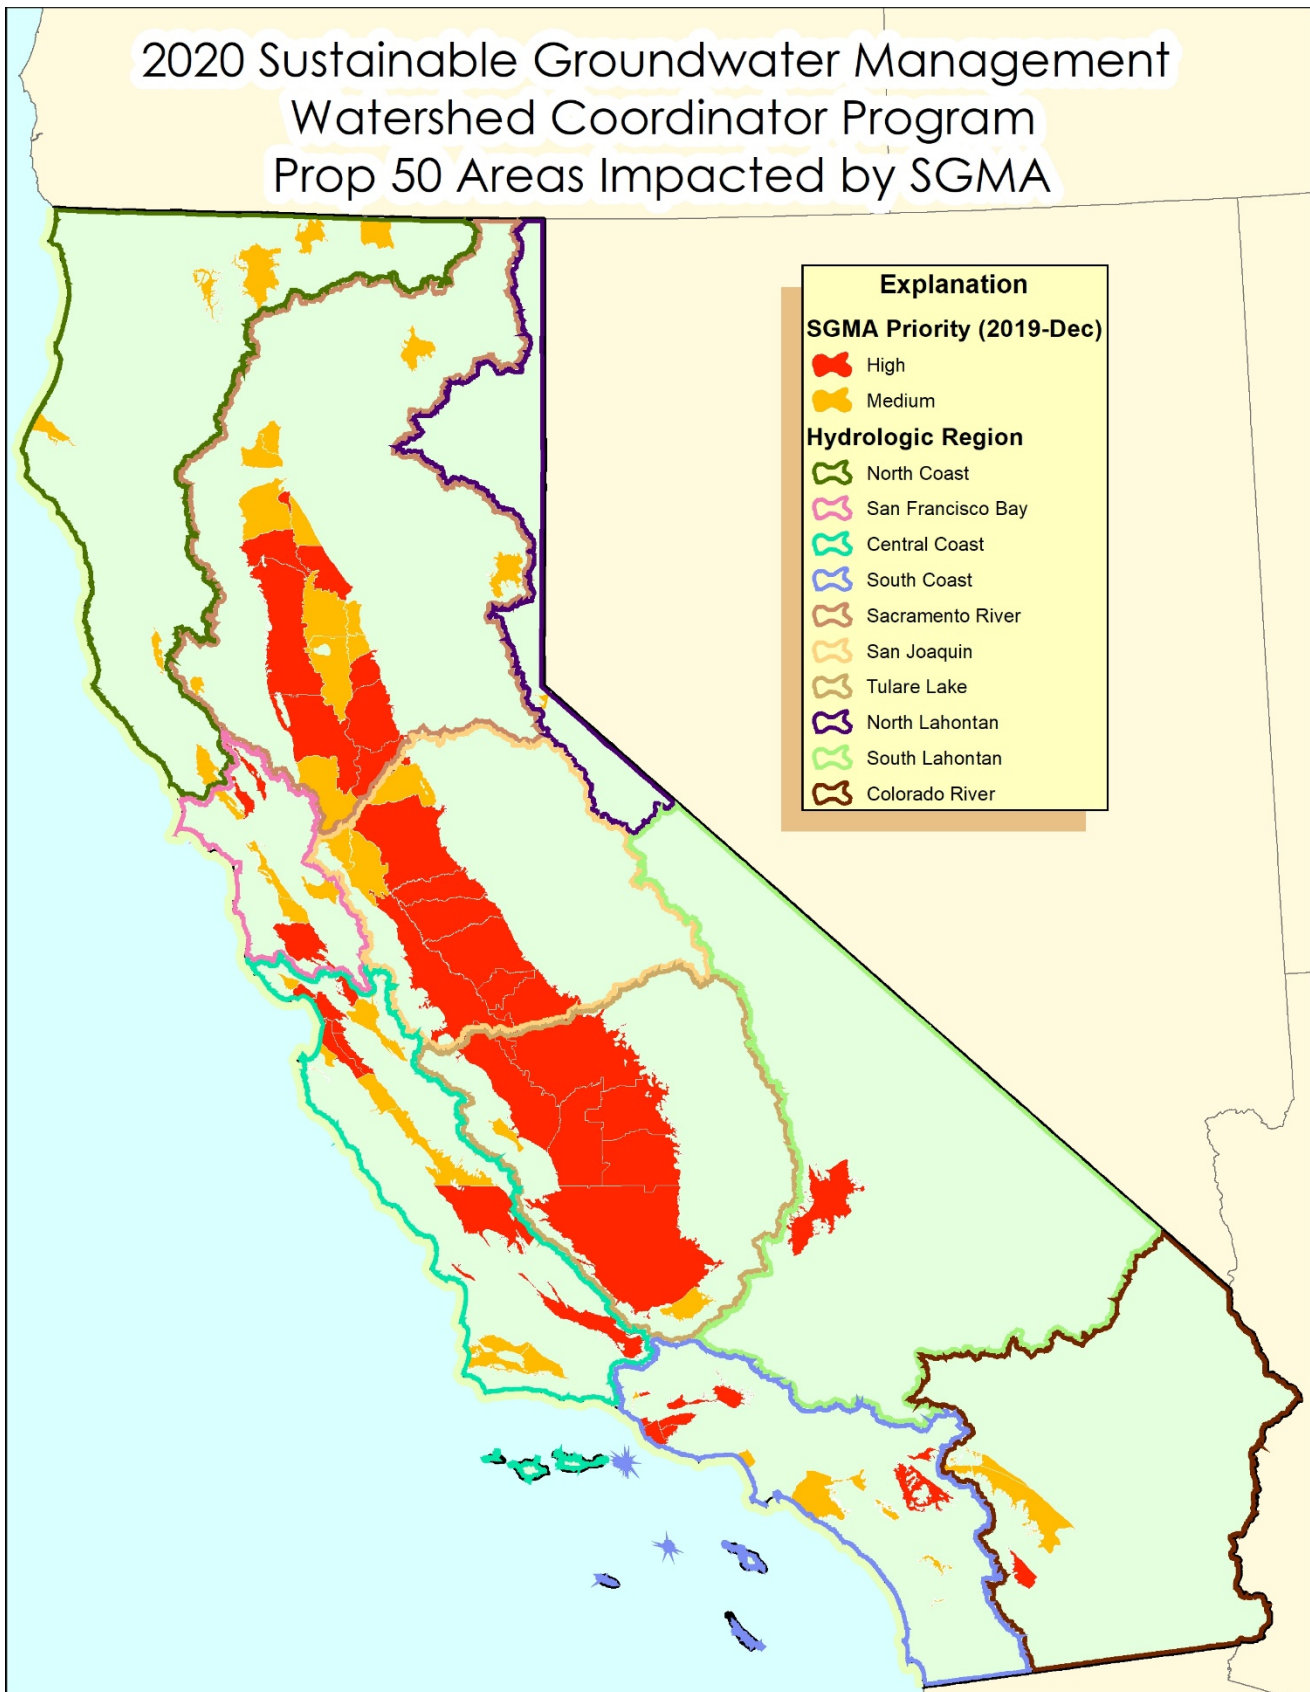 2020 Sustainable Groundwater Management
Watershed Coordinator Program
Prop 50 Areas Impacted by SGMA
Explanation
SGMA Priority (2019-Dec)
High
Medium
Hydrologic Region
North Coast
San Francisco Bay
Central Coast
South Coast
Sacramento River
San Joaquin
Tulare Lake
North Lahontan
South Lahontan
Colorado River